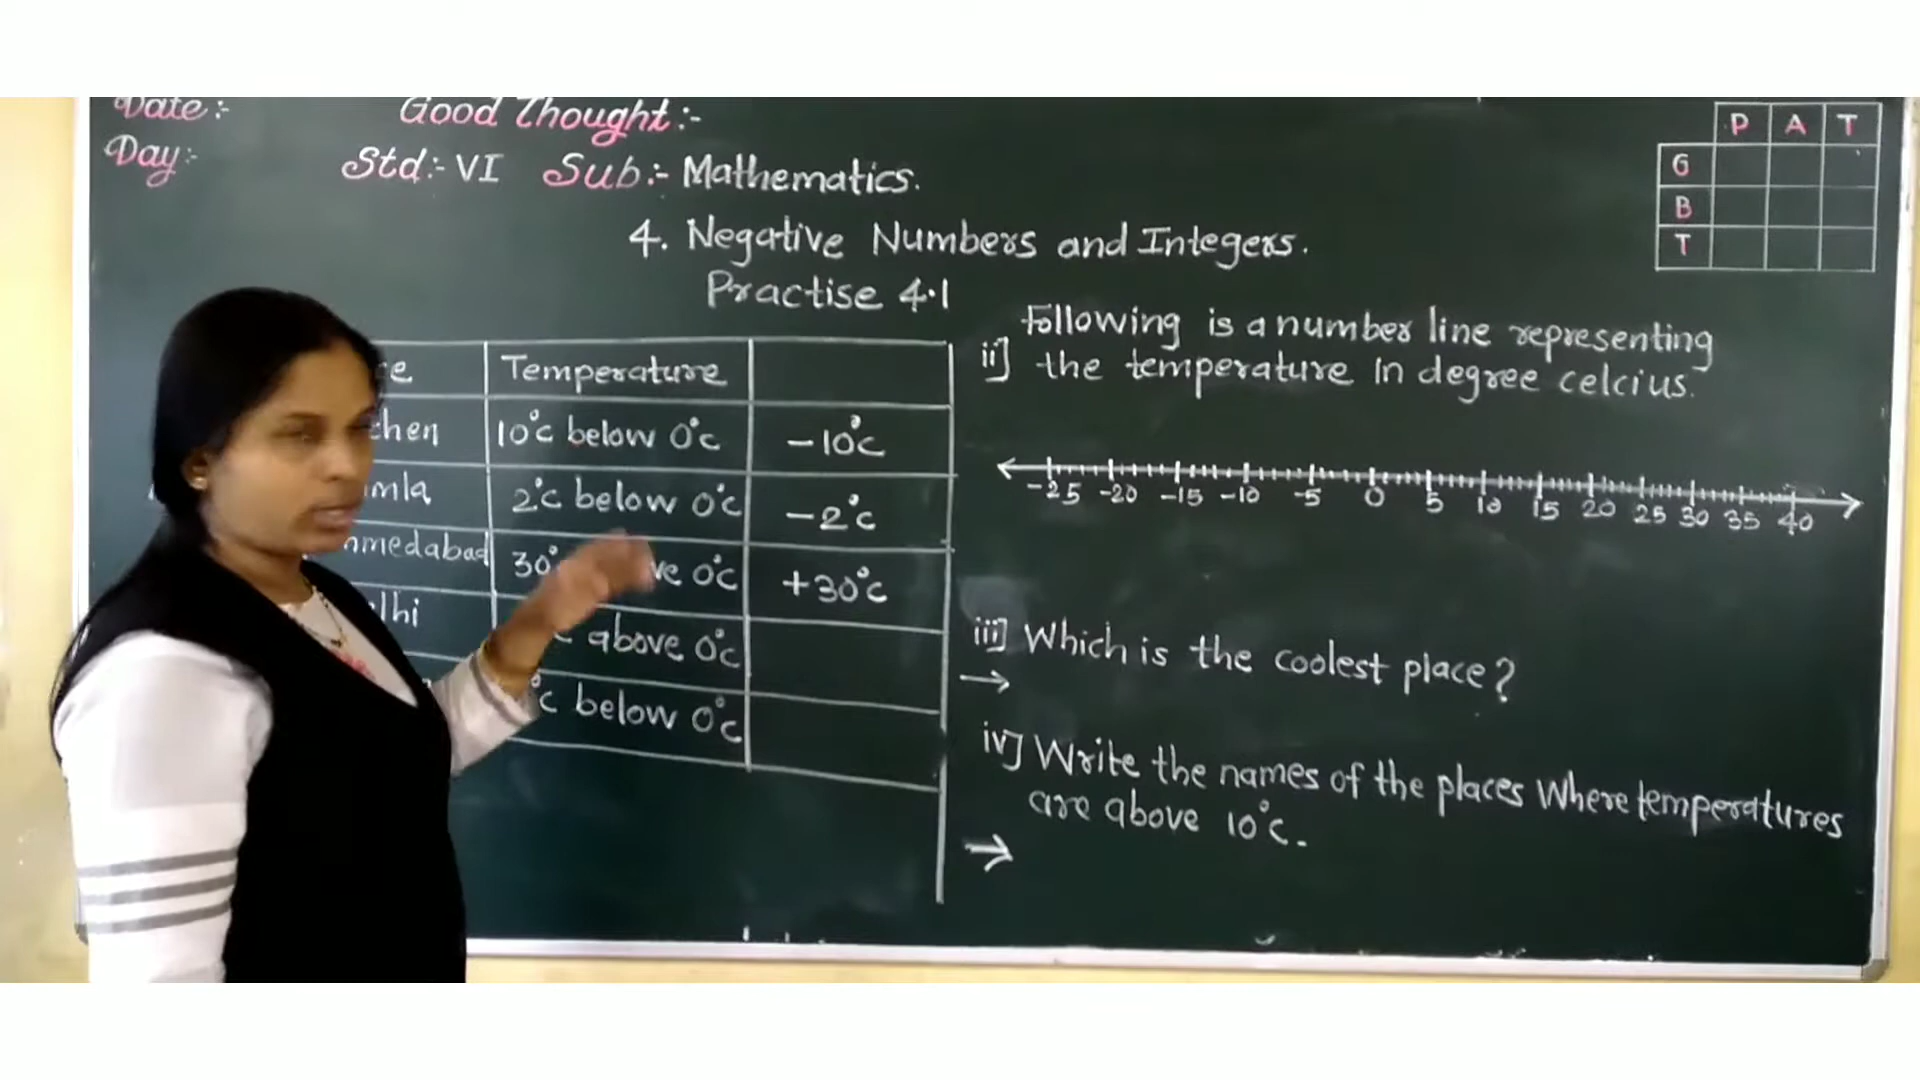 Date:-
Good Thought:-
Day:-
Std:- VI Sub:- Mathematics.
P A T
G
B
T
4. Negative Numbers and Integers.
Practise 4.1
Temperature
10°c below 0°c -10°c
2°c below 0°c -2°c
30° 0°c +30°c
above 0°c
°c below 0°c
ii] Following is a number line representing
the temperature in degree celcius.
-25 -20 -15 -10 -5 0 5 10 15 20 25 30 35 40
iii] Which is the coolest place?
→
iv] Write the names of the places where temperatures
are above 10°c.
→